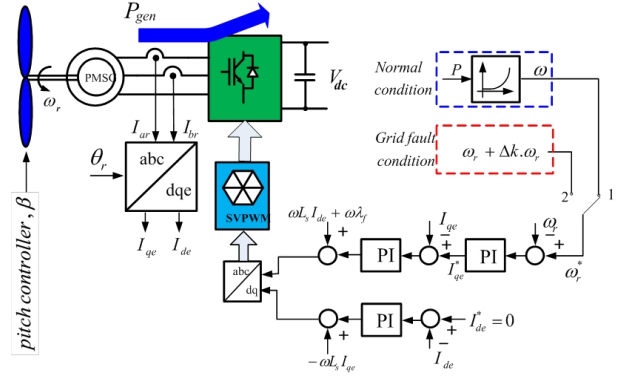 P_gen
PMSG
ω_r
V_dc
Normal condition
P
ω
I_ar
I_br
Grid fault condition
ω_r + Δk.ω_r
θ_r
abc
dqe
SVPWM
2
1
I_qe
I_de
ωL_s I_de + ωλ_f
+
I_qe
−
+
ω_r
−
+
PI
PI
I*_qe
ω*_r
abc
dq
PI
I*_de = 0
+
+
−
−ωL_s I_qe
I_de
pitch controller, β